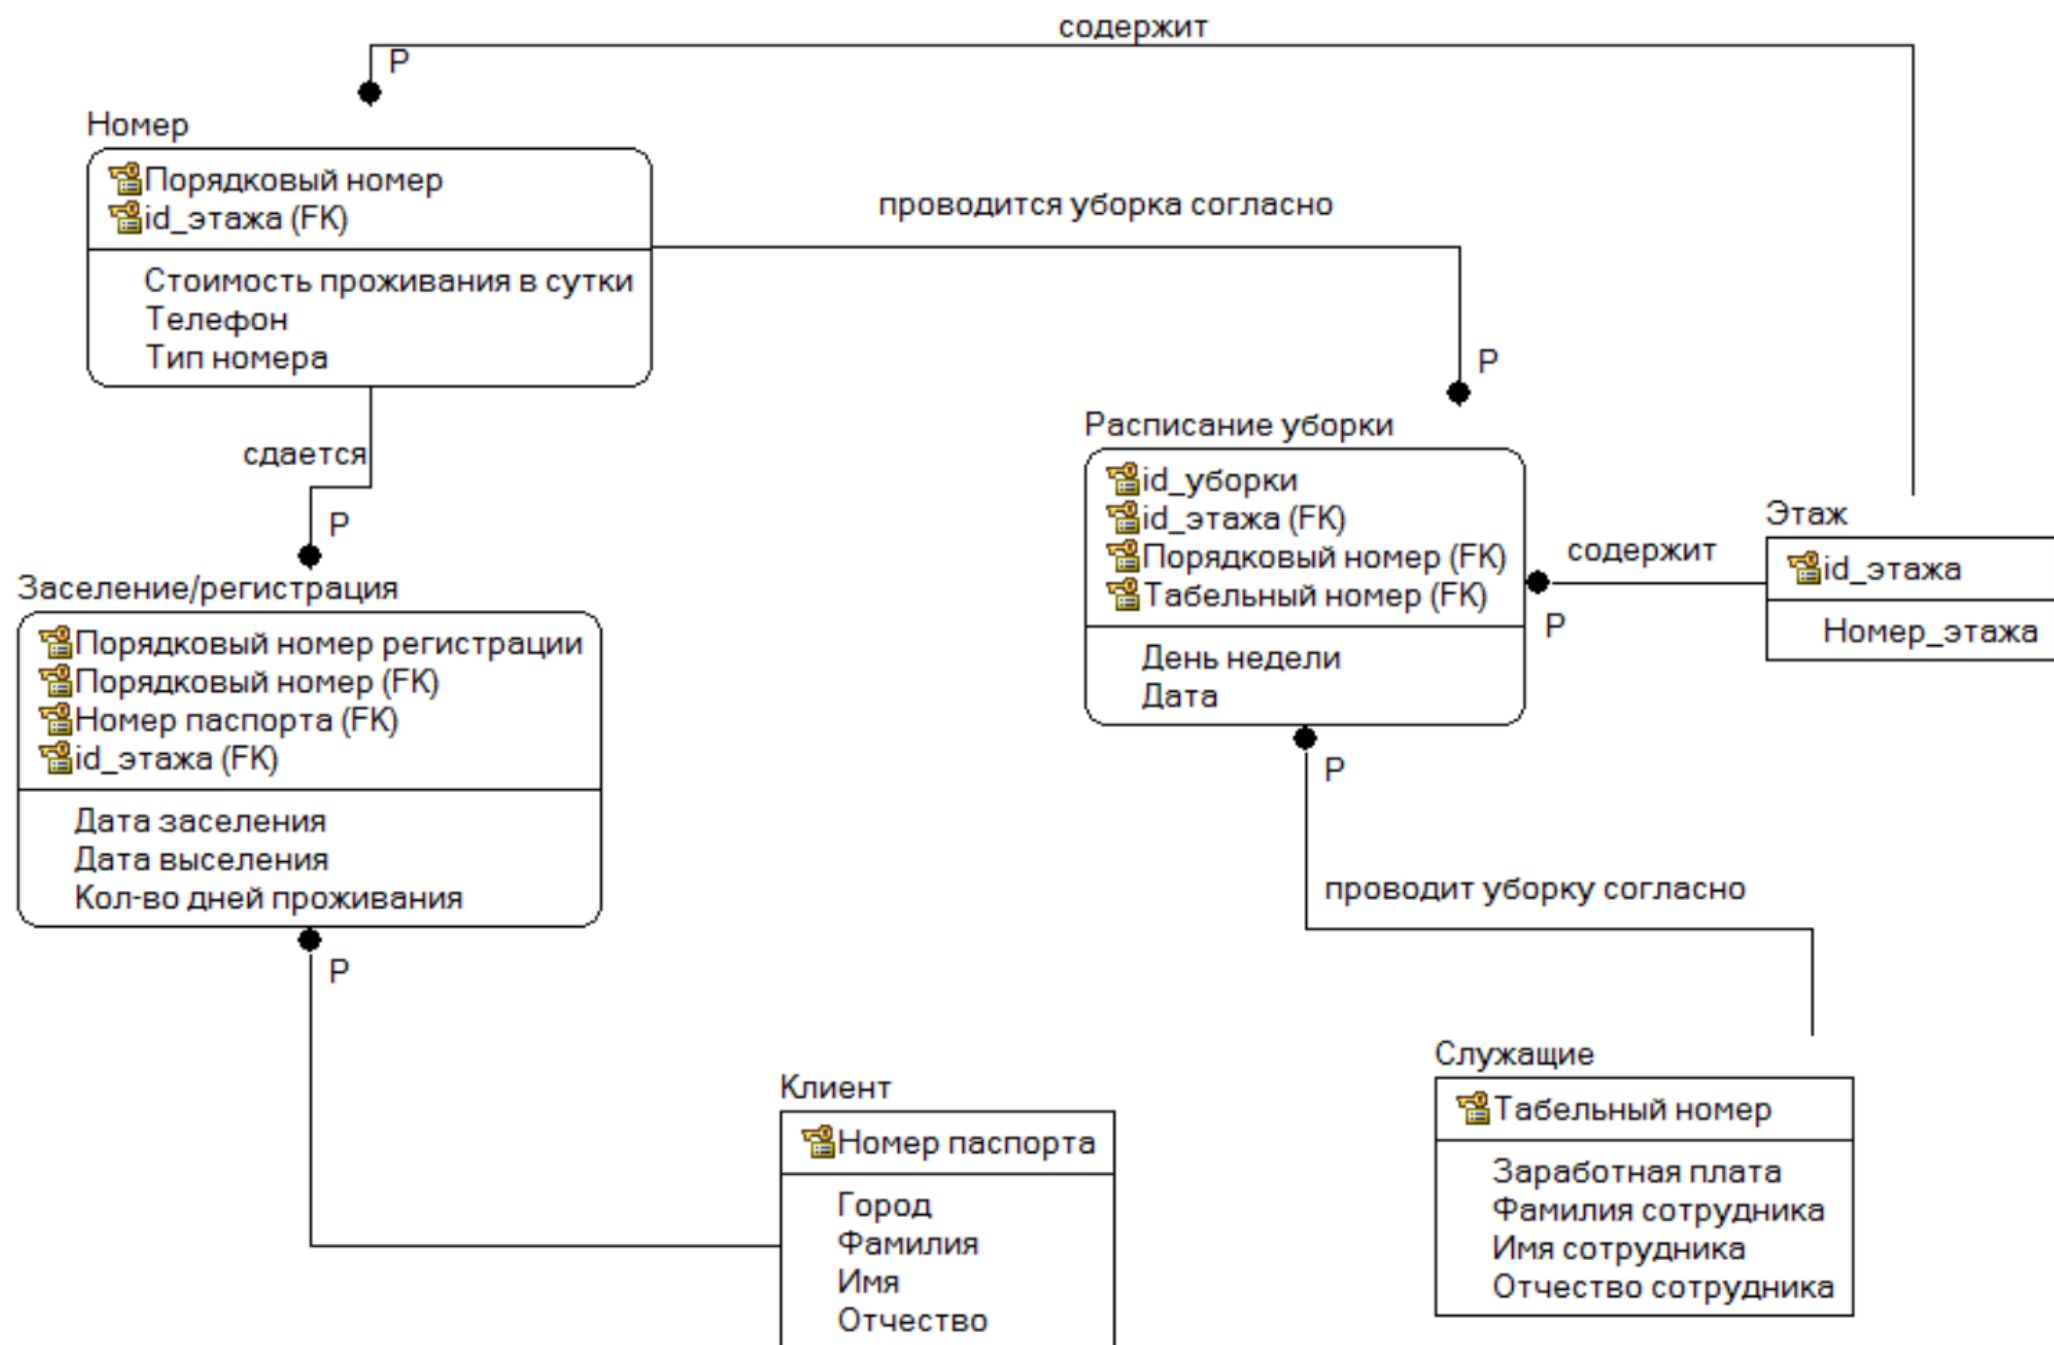 содержит
P
Номер
Порядковый номер
id_этажа (FK)
Стоимость проживания в сутки
Телефон
Тип номера
проводится уборка согласно
P
сдается
P
Расписание уборки
id_уборки
id_этажа (FK)
Порядковый номер (FK)
Табельный номер (FK)
День недели
Дата
содержит
P
Этаж
id_этажа
Номер_этажа
Заселение/регистрация
Порядковый номер регистрации
Порядковый номер (FK)
Номер паспорта (FK)
id_этажа (FK)
Дата заселения
Дата выселения
Кол-во дней проживания
P
P
проводит уборку согласно
Клиент
Номер паспорта
Город
Фамилия
Имя
Отчество
Служащие
Табельный номер
Заработная плата
Фамилия сотрудника
Имя сотрудника
Отчество сотрудника